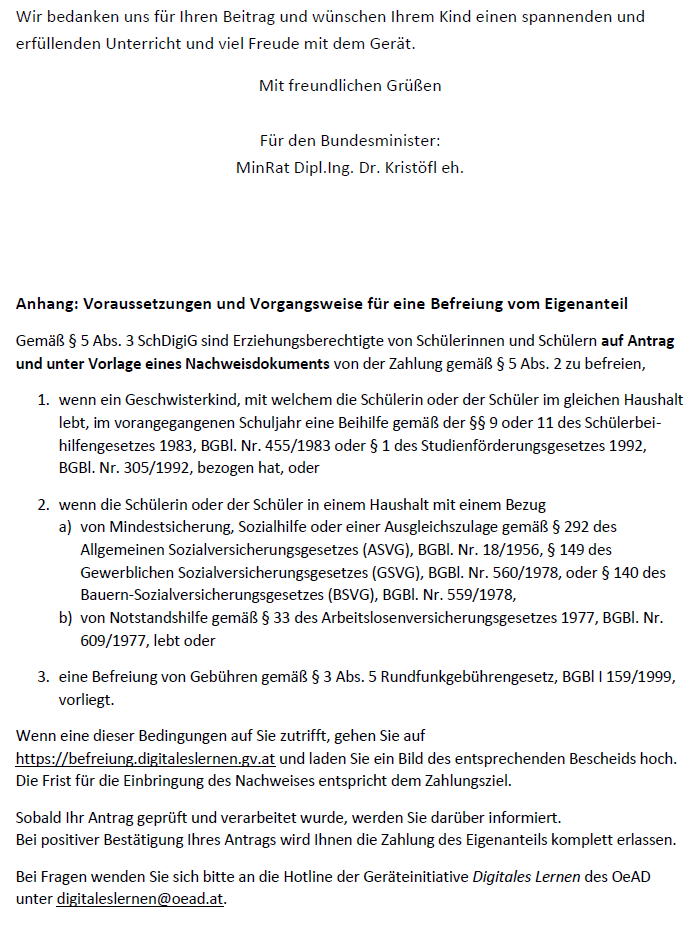 Wir bedanken uns für Ihren Beitrag und wünschen Ihrem Kind einen spannenden und
erfüllenden Unterricht und viel Freude mit dem Gerät.
Mit freundlichen Grüßen
Für den Bundesminister:
MinRat Dipl.Ing. Dr. Kristöfl eh.
Anhang: Voraussetzungen und Vorgangsweise für eine Befreiung vom Eigenanteil
Gemäß § 5 Abs. 3 SchDigiG sind Erziehungsberechtigte von Schülerinnen und Schülern auf Antrag
und unter Vorlage eines Nachweisdokuments von der Zahlung gemäß § 5 Abs. 2 zu befreien,
1. wenn ein Geschwisterkind, mit welchem die Schülerin oder der Schüler im gleichen Haushalt
lebt, im vorangegangenen Schuljahr eine Beihilfe gemäß der §§ 9 oder 11 des Schülerbei-
hilfengesetzes 1983, BGBl. Nr. 455/1983 oder § 1 des Studienförderungsgesetzes 1992,
BGBl. Nr. 305/1992, bezogen hat, oder
2. wenn die Schülerin oder der Schüler in einem Haushalt mit einem Bezug
a) von Mindestsicherung, Sozialhilfe oder einer Ausgleichszulage gemäß § 292 des
Allgemeinen Sozialversicherungsgesetzes (ASVG), BGBl. Nr. 18/1956, § 149 des
Gewerblichen Sozialversicherungsgesetzes (GSVG), BGBl. Nr. 560/1978, oder § 140 des
Bauern-Sozialversicherungsgesetzes (BSVG), BGBl. Nr. 559/1978,
b) von Notstandshilfe gemäß § 33 des Arbeitslosenversicherungsgesetzes 1977, BGBl. Nr.
609/1977, lebt oder
3. eine Befreiung von Gebühren gemäß § 3 Abs. 5 Rundfunkgebührengesetz, BGBl I 159/1999,
vorliegt.
Wenn eine dieser Bedingungen auf Sie zutrifft, gehen Sie auf
https://befreiung.digitaleslernen.gv.at und laden Sie ein Bild des entsprechenden Bescheids hoch.
Die Frist für die Einbringung des Nachweises entspricht dem Zahlungsziel.
Sobald Ihr Antrag geprüft und verarbeitet wurde, werden Sie darüber informiert.
Bei positiver Bestätigung Ihres Antrags wird Ihnen die Zahlung des Eigenanteils komplett erlassen.
Bei Fragen wenden Sie sich bitte an die Hotline der Geräteinitiative Digitales Lernen des OeAD
unter digitaleslernen@oead.at.